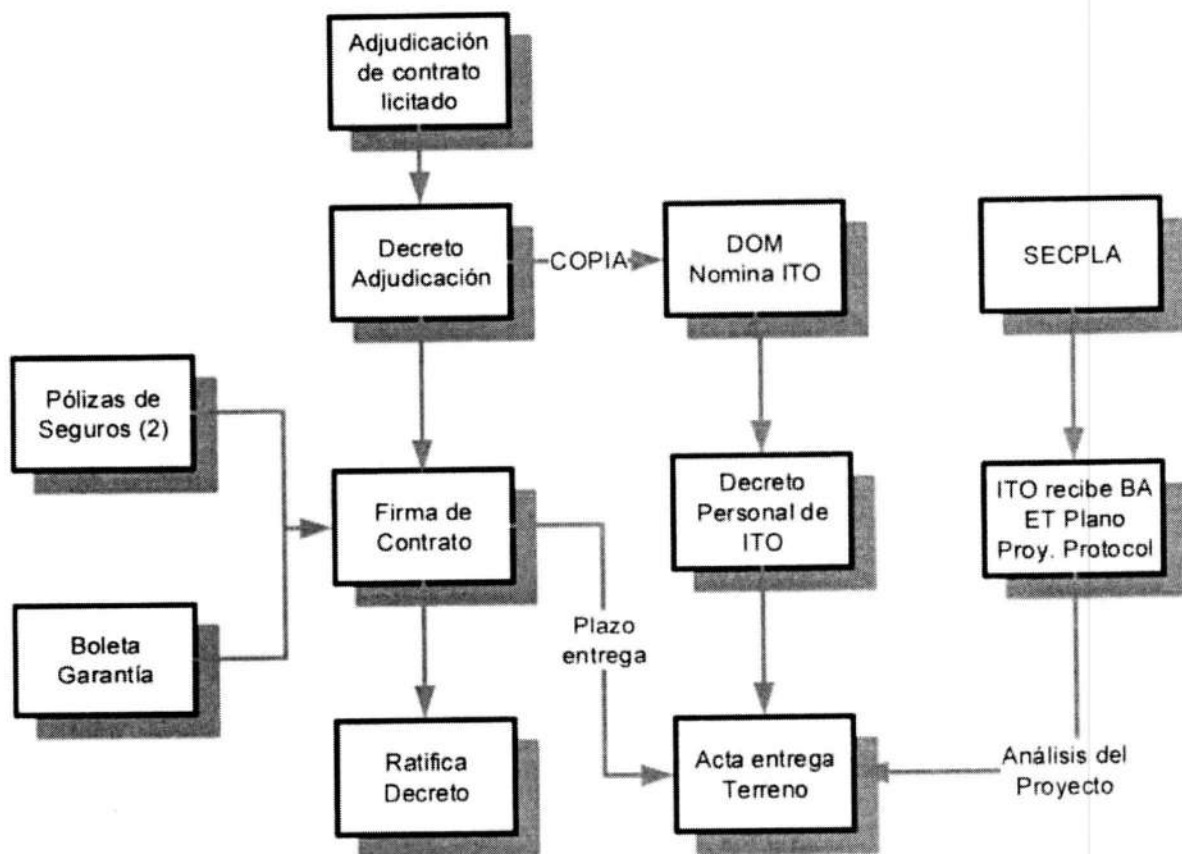 Adjudicación
de contrato
licitado
Decreto
Adjudicación
COPIA
DOM
Nomina ITO
SECPLA
Pólizas de
Seguros (2)
Firma de
Contrato
Decreto
Personal de
ITO
ITO recibe BA
ET Plano
Proy. Protocol
Boleta
Garantía
Plazo
entrega
Ratifica
Decreto
Acta entrega
Terreno
Análisis del
Proyecto